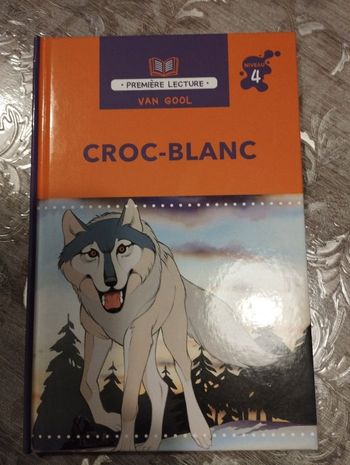 • PREMIÈRE LECTURE •
VAN GOOL
NIVEAU
4
CROC-BLANC